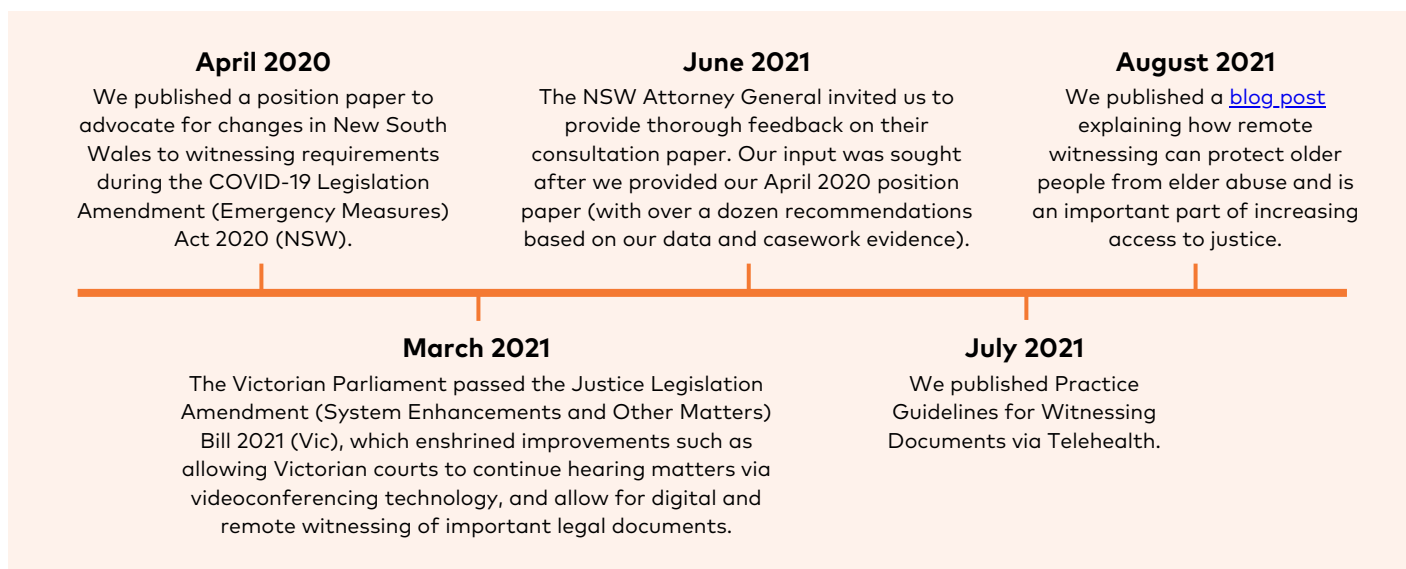 April 2020
We published a position paper to
advocate for changes in New South
Wales to witnessing requirements
during the COVID-19 Legislation
Amendment (Emergency Measures)
Act 2020 (NSW).
June 2021
The NSW Attorney General invited us to
provide thorough feedback on their
consultation paper. Our input was sought
after we provided our April 2020 position
paper (with over a dozen recommendations
based on our data and casework evidence).
August 2021
We published a blog post
explaining how remote
witnessing can protect older
people from elder abuse and is
an important part of increasing
access to justice.
March 2021
The Victorian Parliament passed the Justice Legislation
Amendment (System Enhancements and Other Matters)
Bill 2021 (Vic), which enshrined improvements such as
allowing Victorian courts to continue hearing matters via
videoconferencing technology, and allow for digital and
remote witnessing of important legal documents.
July 2021
We published Practice
Guidelines for Witnessing
Documents via Telehealth.